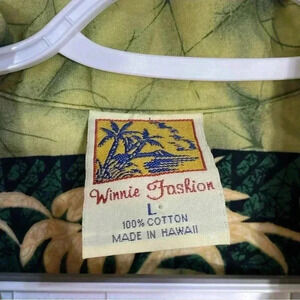 Winnie Fashion
L
100% COTTON
MADE IN HAWAII